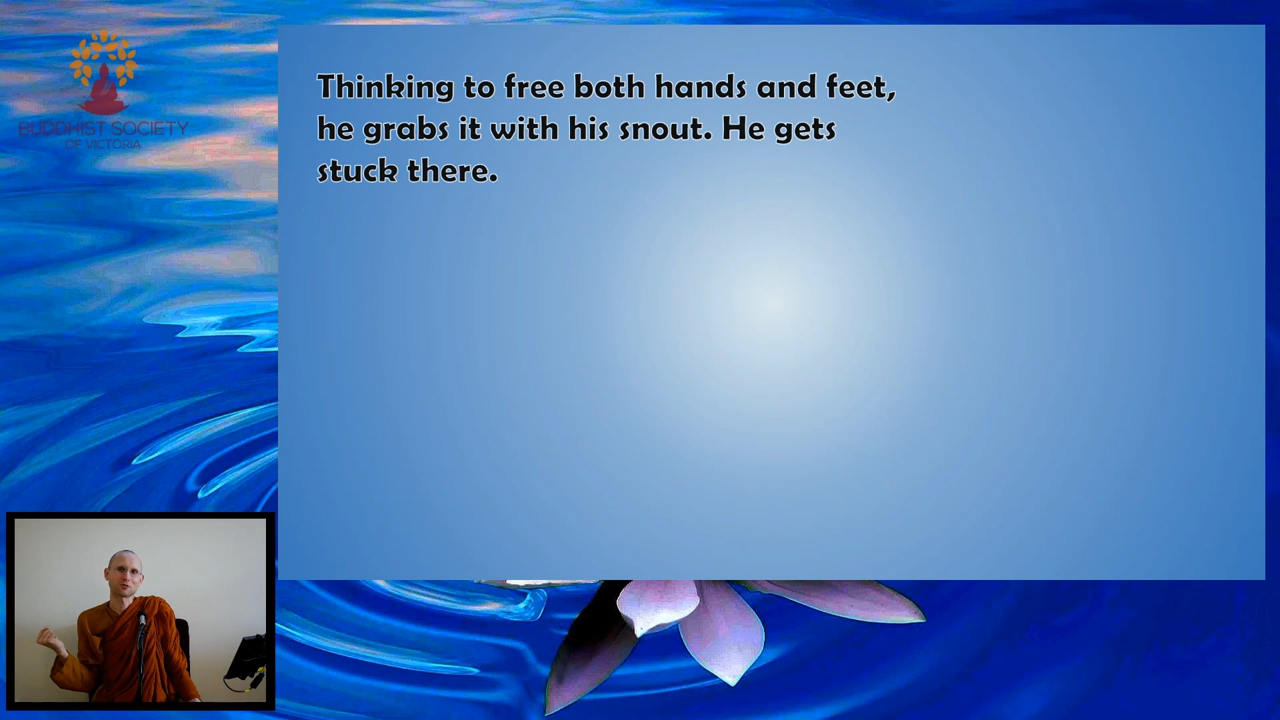 BUDDHIST SOCIETY
OF VICTORIA
Thinking to free both hands and feet,
he grabs it with his snout. He gets
stuck there.